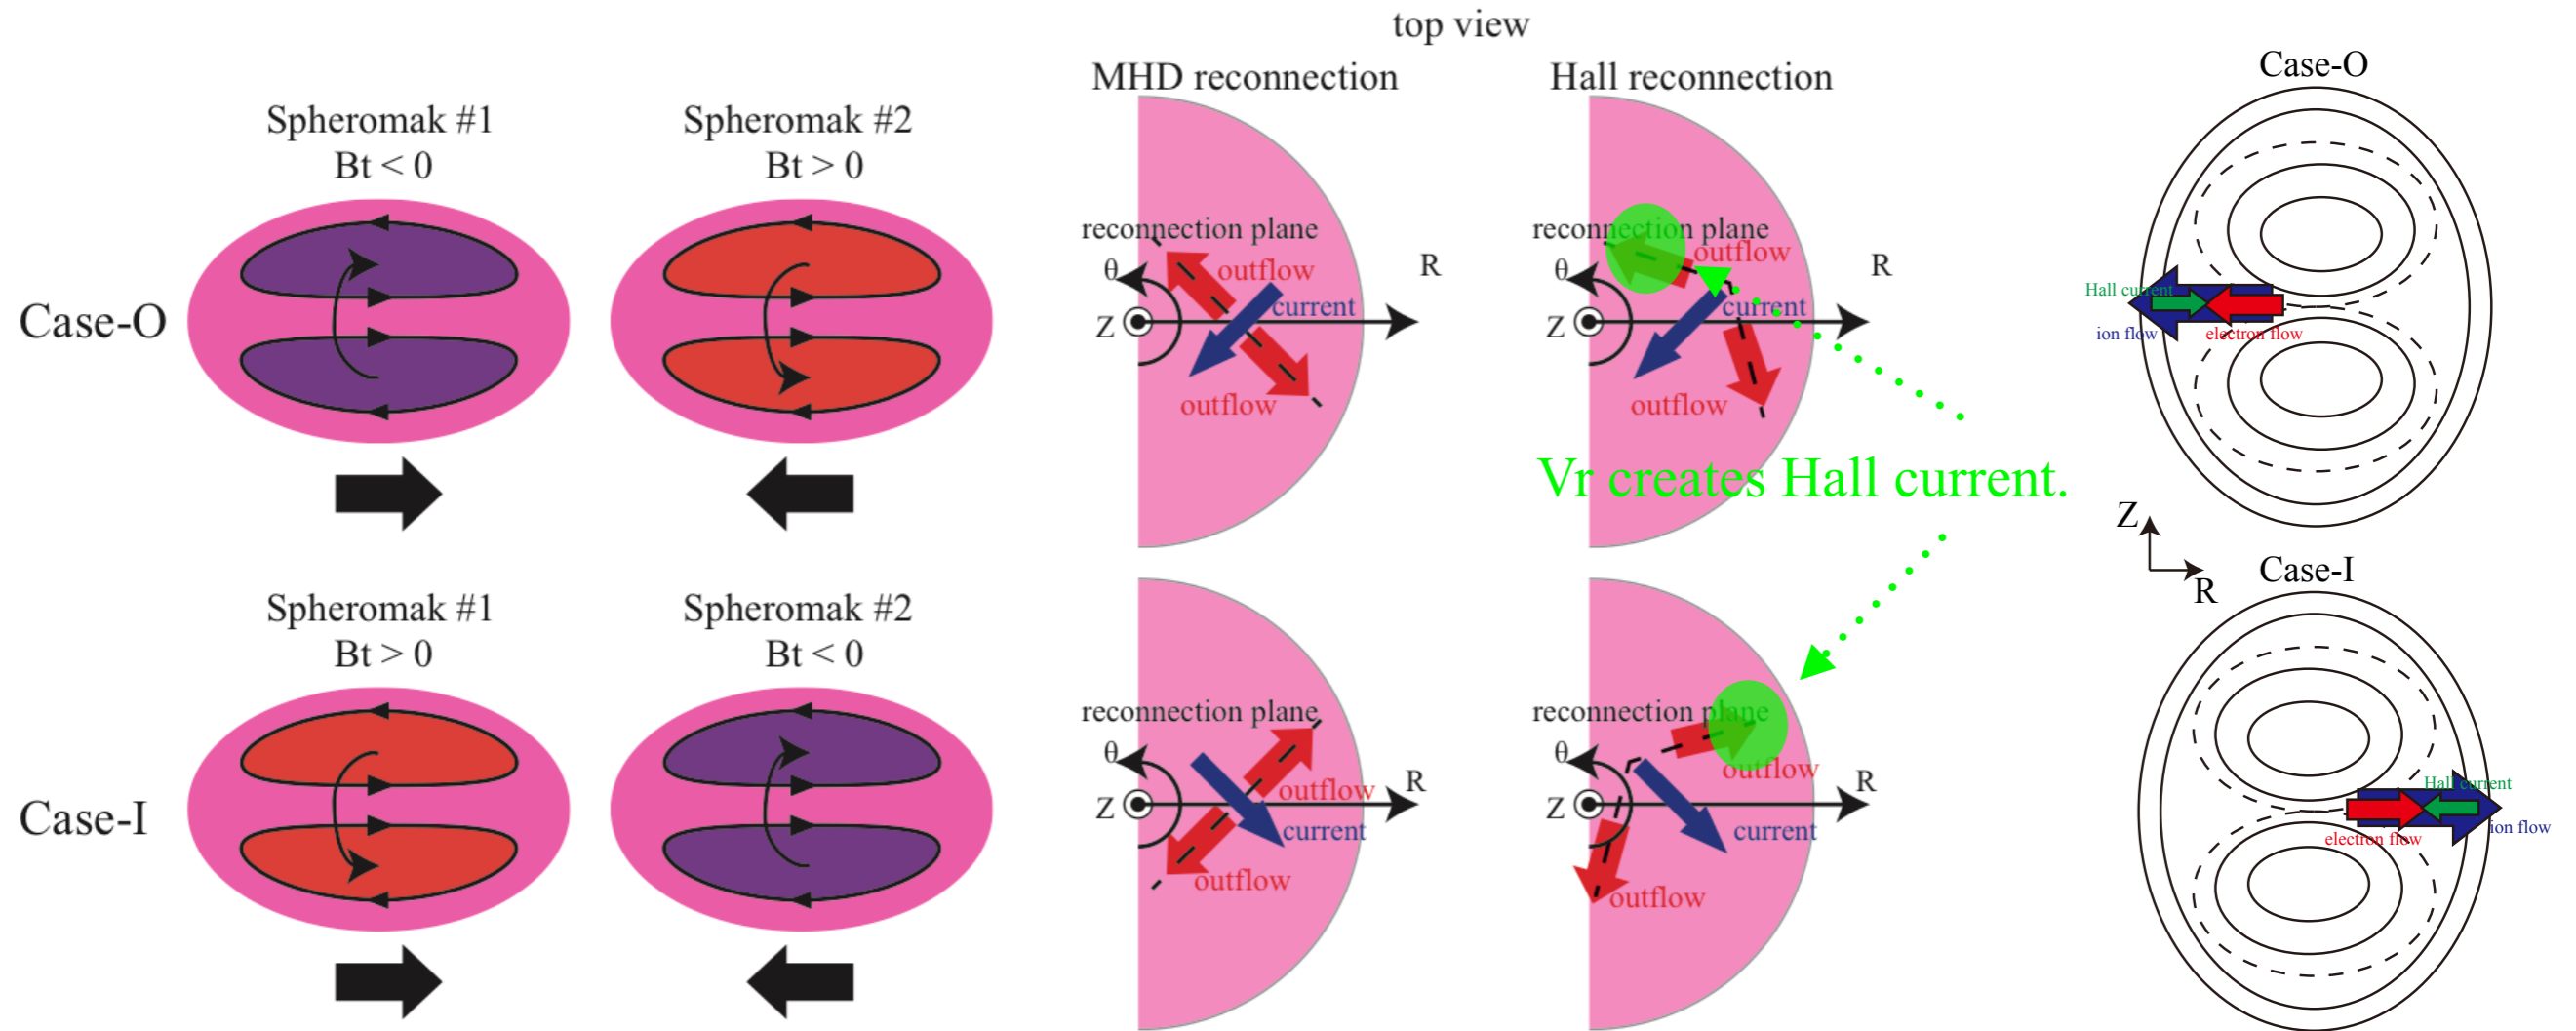 top view
MHD reconnection
Hall reconnection
Case-O
Spheromak #1
Bt < 0
Spheromak #2
Bt > 0
Case-O
reconnection plane
θ
outflow
R
current
Z
outflow
reconnection plane
θ
outflow
R
current
Z
outflow
Hall current
ion flow
electron flow
Vr creates Hall current.
Z
R
Case-I
Spheromak #1
Bt > 0
Spheromak #2
Bt < 0
Case-I
reconnection plane
θ
R
outflow
Z
current
outflow
reconnection plane
θ
R
outflow
Z
current
outflow
Hall current
ion flow
electron flow